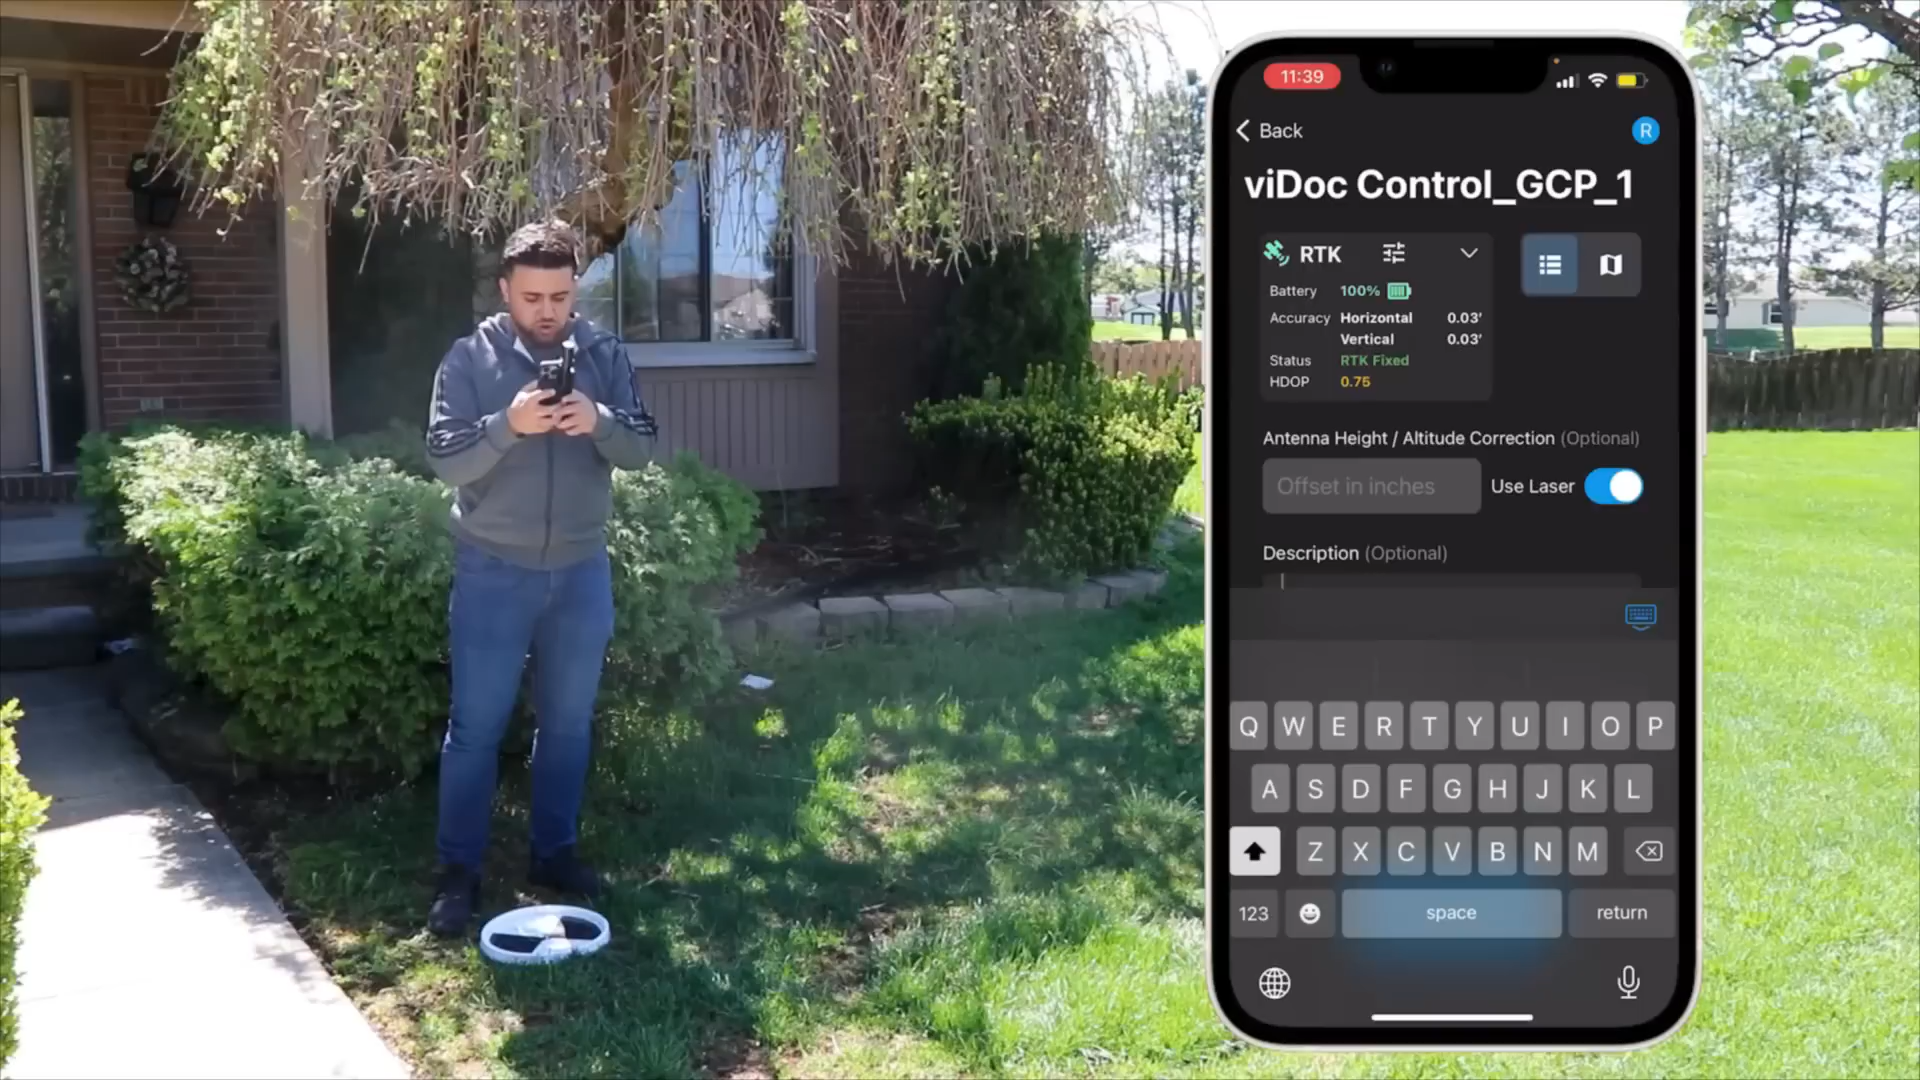 11:39
Back
R
viDoc Control_GCP_1
RTK
Battery 100%
Accuracy Horizontal 0.03'
Vertical 0.03'
Status RTK Fixed
HDOP 0.75
Antenna Height / Altitude Correction (Optional)
Offset in inches Use Laser
Description (Optional)
Q W E R T Y U I O P
A S D F G H J K L
Z X C V B N M
123 space return